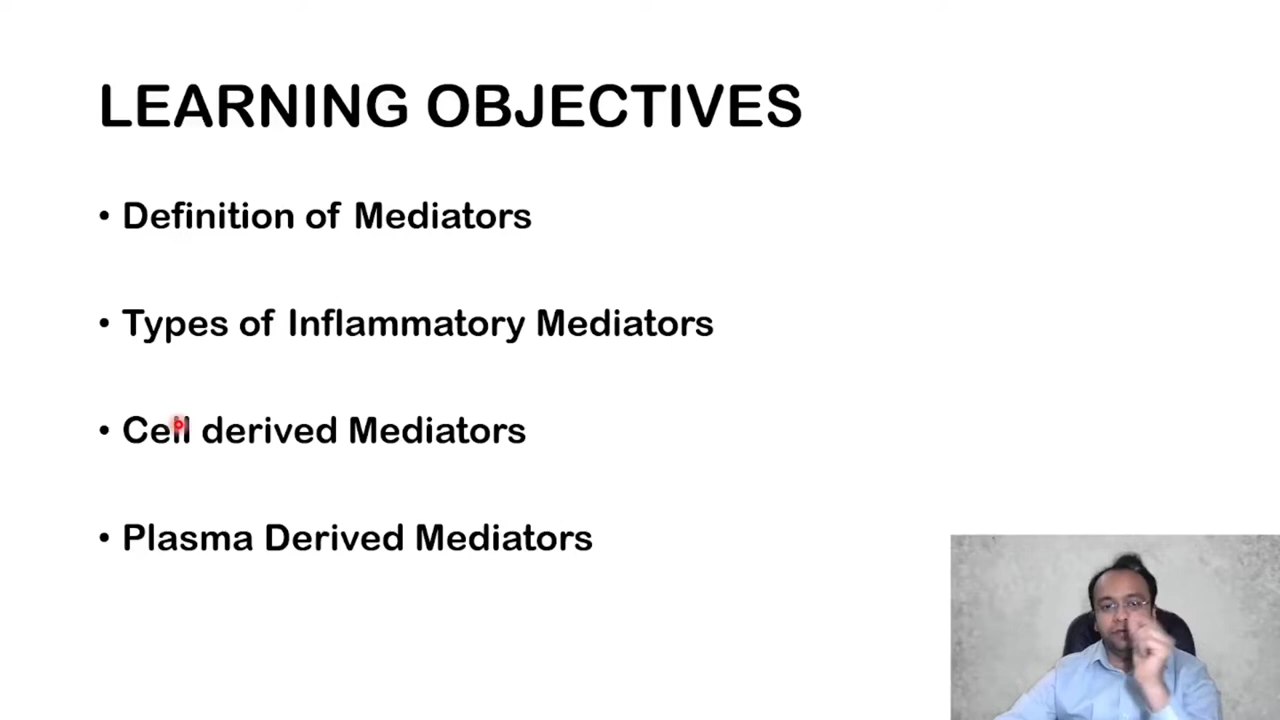 LEARNING OBJECTIVES
• Definition of Mediators
• Types of Inflammatory Mediators
• Cell derived Mediators
• Plasma Derived Mediators